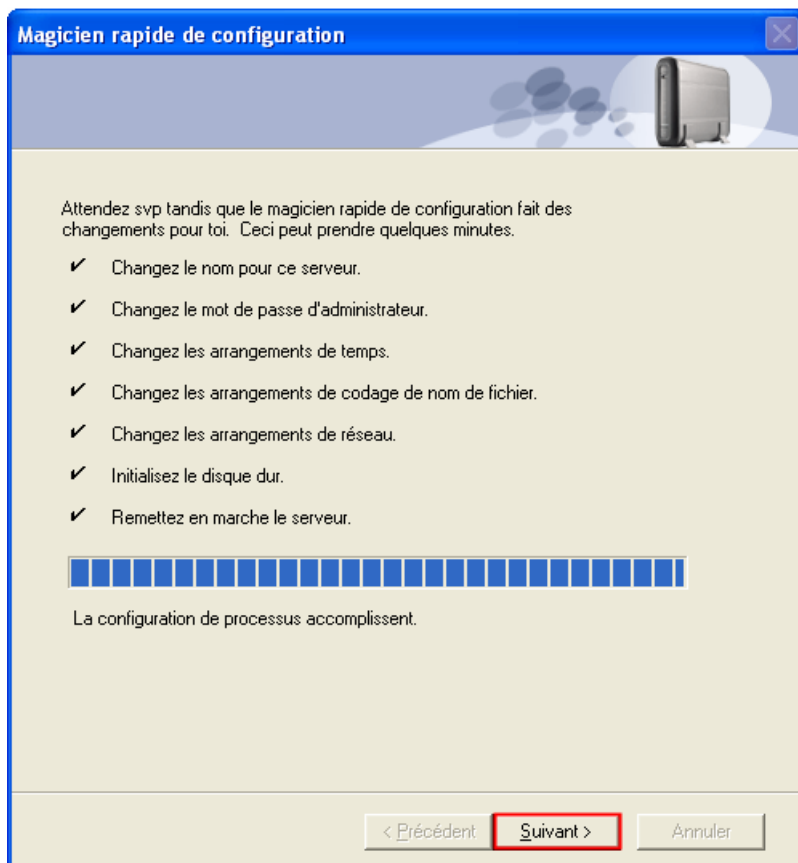 Magicien rapide de configuration
Attendez svp tandis que le magicien rapide de configuration fait des
changements pour toi.  Ceci peut prendre quelques minutes.
Changez le nom pour ce serveur.
Changez le mot de passe d'administrateur.
Changez les arrangements de temps.
Changez les arrangements de codage de nom de fichier.
Changez les arrangements de réseau.
Initialisez le disque dur.
Remettez en marche le serveur.
La configuration de processus accomplissent.
< Précédent Suivant > Annuler